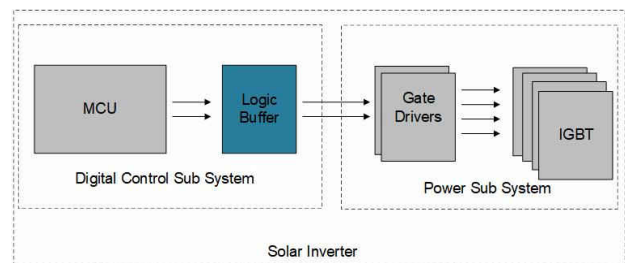 MCU
Logic
Buffer
Gate
Drivers
IGBT
Digital Control Sub System
Power Sub System
Solar Inverter